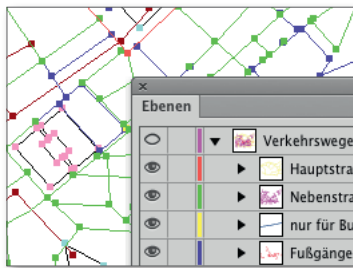 Ebenen
Verkehrswege
Hauptstra
Nebenstra
nur für Bu
Fußgänge